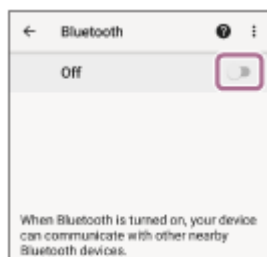 Bluetooth
Off
When Bluetooth is turned on, your device
can communicate with other nearby
Bluetooth devices.